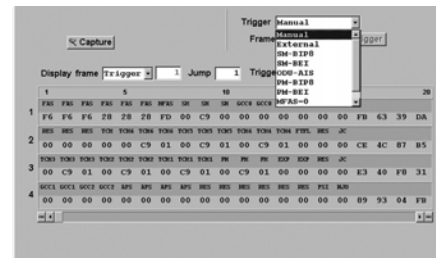 Trigger Manual
Capture
Frame
Manual
External
SM-BIP8
SM-BEI
ODU-AIS
PM-BIP8
PM-BEI
MFAS=0
Display frame Trigger 1 Jump 1 Trigge
1 5 10 20
FAS FAS FAS FAS FAS FAS MFAS SM SM SM GCC0 GCC0
1 F6 F6 F6 28 28 28 FD 00 C9 00 00 00 FB 63 39 DA
RES RES RES TCM TCM6 TCM6 TCM6 TCM5 TCM5 TCM5 TCM4 TCM4 TCM4 FTFL RES JC
2 00 00 00 00 C9 01 00 C9 01 00 C9 01 00 00 00 00 CE 4C 87 B5
TCM3 TCM3 TCM3 TCM2 TCM2 TCM2 TCM1 TCM1 TCM1 PM PM PM EXP EXP RES JC
3 00 C9 01 00 C9 01 00 C9 01 00 C9 01 00 00 00 00 E3 40 F8 31
GCC1 GCC1 GCC2 GCC2 APS APS APS APS RES RES RES RES RES RES PSI NJO
4 00 00 00 00 00 00 00 00 00 00 00 00 00 00 00 00 89 93 04 FB